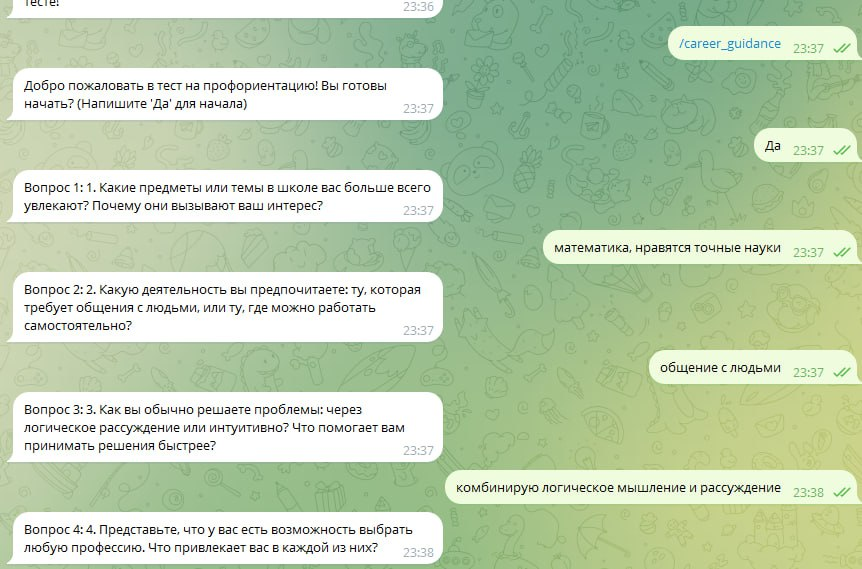 тесте!
23:36
/career_guidance 23:37
Добро пожаловать в тест на профориентацию! Вы готовы
начать? (Напишите 'Да' для начала)
23:37
Да 23:37
Вопрос 1: 1. Какие предметы или темы в школе вас больше всего
увлекают? Почему они вызывают ваш интерес?
23:37
математика, нравятся точные науки 23:37
Вопрос 2: 2. Какую деятельность вы предпочитаете: ту, которая
требует общения с людьми, или ту, где можно работать
самостоятельно?
23:37
общение с людьми 23:37
Вопрос 3: 3. Как вы обычно решаете проблемы: через
логическое рассуждение или интуитивно? Что помогает вам
принимать решения быстрее?
23:37
комбинирую логическое мышление и рассуждение 23:38
Вопрос 4: 4. Представьте, что у вас есть возможность выбрать
любую профессию. Что привлекает вас в каждой из них?
23:38